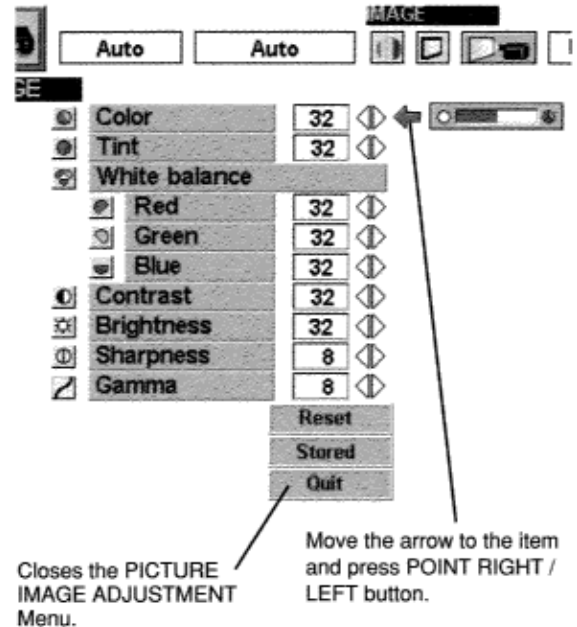 IMAGE
Auto
Auto
GE
Color 32
Tint 32
White balance
Red 32
Green 32
Blue 32
Contrast 32
Brightness 32
Sharpness 8
Gamma 8
Reset
Stored
Quit
Closes the PICTURE
IMAGE ADJUSTMENT
Menu.
Move the arrow to the item
and press POINT RIGHT /
LEFT button.